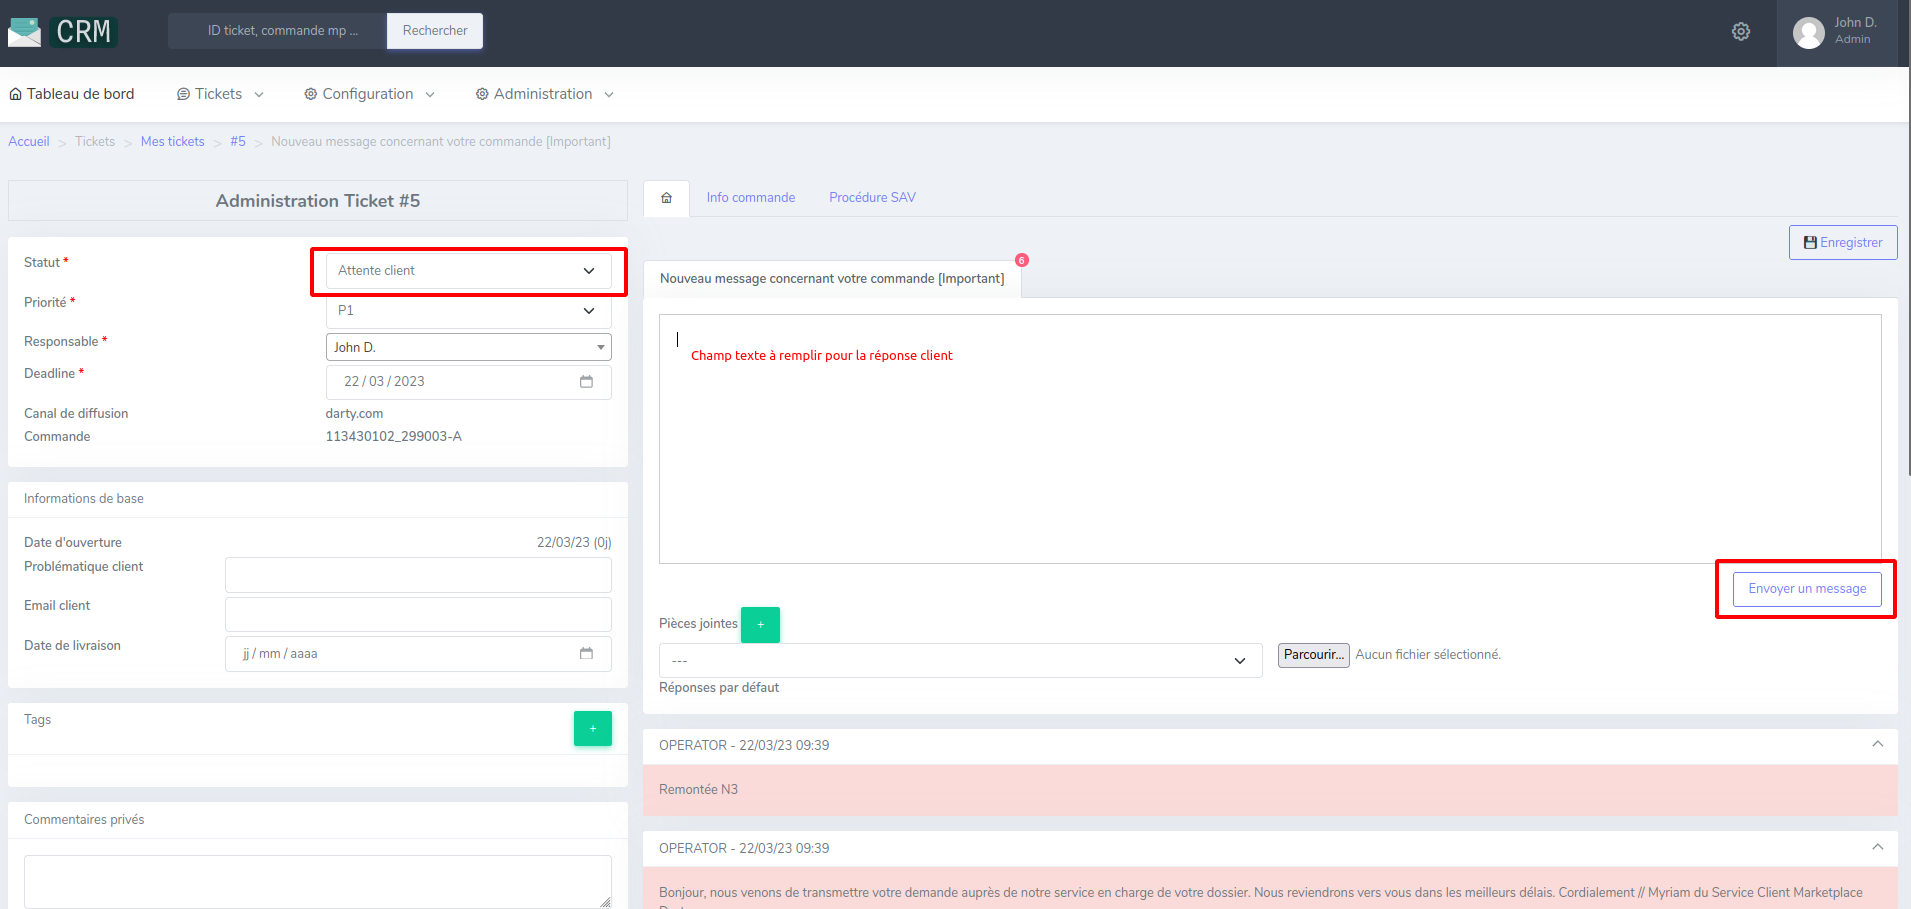 CRM
ID ticket, commande mp ...
Rechercher
John D.
Admin
Tableau de bord
Tickets
Configuration
Administration
Accueil > Tickets > Mes tickets > #5 > Nouveau message concernant votre commande [Important]
Administration Ticket #5
Statut *
Attente client
Priorité *
P1
Responsable *
John D.
Deadline *
22 / 03 / 2023
Canal de diffusion
darty.com
Commande
113430102_299003-A
Informations de base
Date d'ouverture
22/03/23 (0j)
Problématique client
Email client
Date de livraison
jj / mm / aaaa
Tags
+
Commentaires privés
Info commande
Procédure SAV
Enregistrer
6
Nouveau message concernant votre commande [Important]
Champ texte à remplir pour la réponse client
Envoyer un message
Pièces jointes
+
---
Parcourir...
Aucun fichier sélectionné.
Réponses par défaut
OPERATOR - 22/03/23 09:39
Remontée N3
OPERATOR - 22/03/23 09:39
Bonjour, nous venons de transmettre votre demande auprès de notre service en charge de votre dossier. Nous reviendrons vers vous dans les meilleurs délais. Cordialement // Myriam du Service Client Marketplace